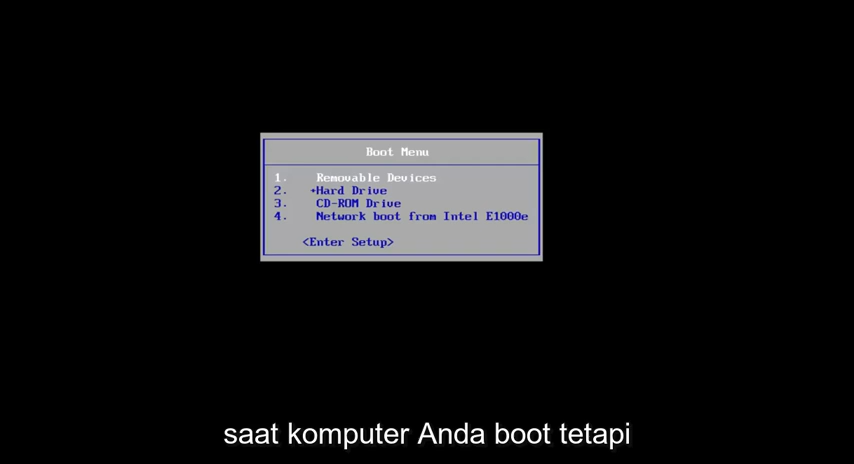 Boot Menu
1. Removable Devices
2. +Hard Drive
3. CD-ROM Drive
4. Network boot from Intel E1000e
<Enter Setup>
saat komputer Anda boot tetapi